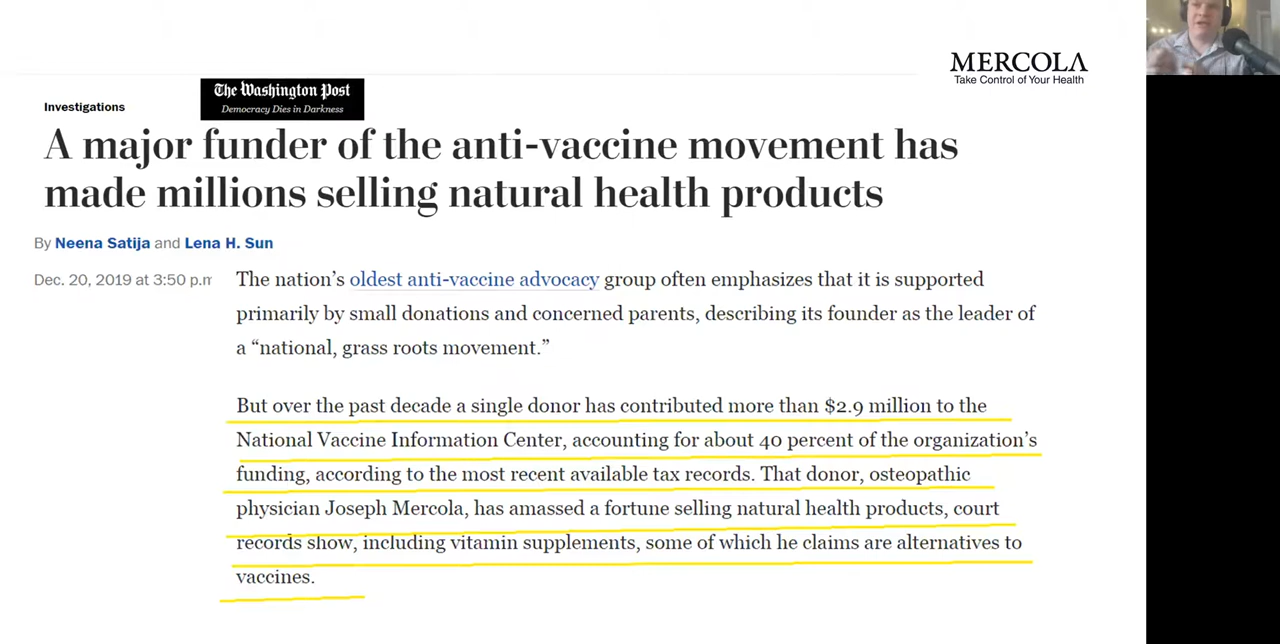 MERCOLA
Take Control of Your Health
The Washington Post
Democracy Dies in Darkness
Investigations
A major funder of the anti-vaccine movement has
made millions selling natural health products
By Neena Satija and Lena H. Sun
Dec. 20, 2019 at 3:50 p.m
The nation’s oldest anti-vaccine advocacy group often emphasizes that it is supported
primarily by small donations and concerned parents, describing its founder as the leader of
a “national, grass roots movement.”
But over the past decade a single donor has contributed more than $2.9 million to the
National Vaccine Information Center, accounting for about 40 percent of the organization’s
funding, according to the most recent available tax records. That donor, osteopathic
physician Joseph Mercola, has amassed a fortune selling natural health products, court
records show, including vitamin supplements, some of which he claims are alternatives to
vaccines.